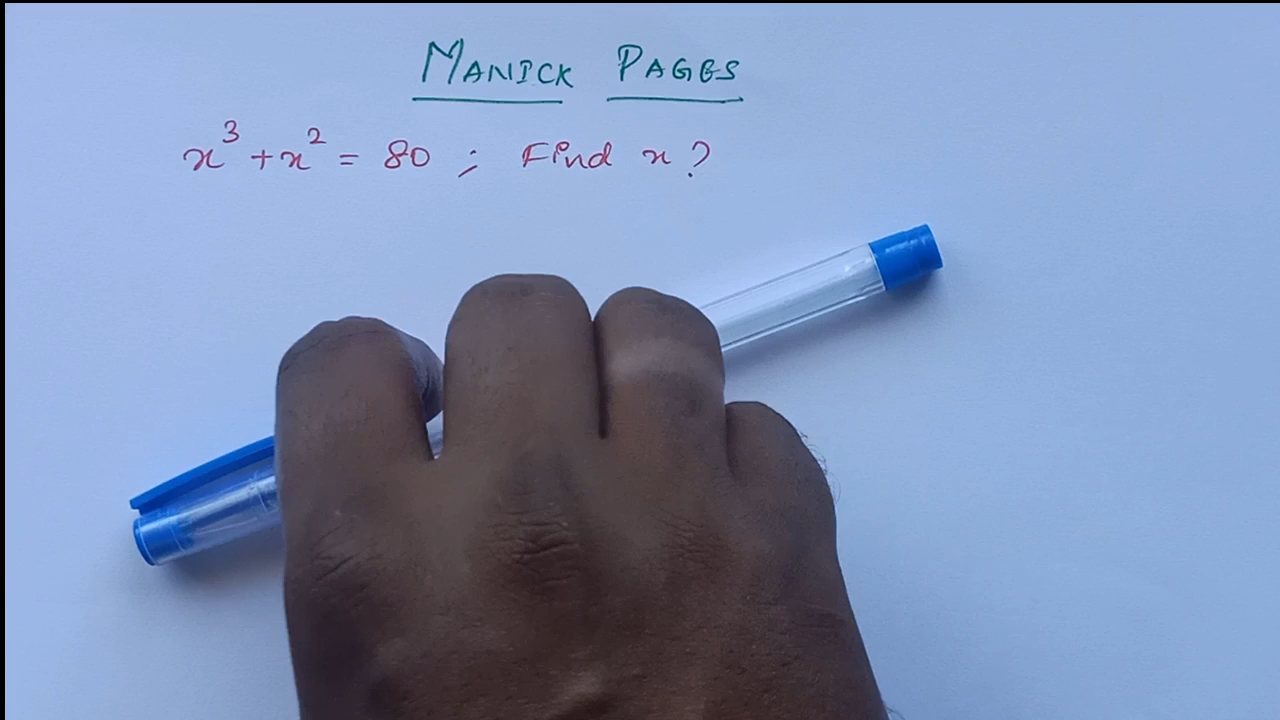 MANICK PAGES
x³ + x² = 80 ; Find x ?